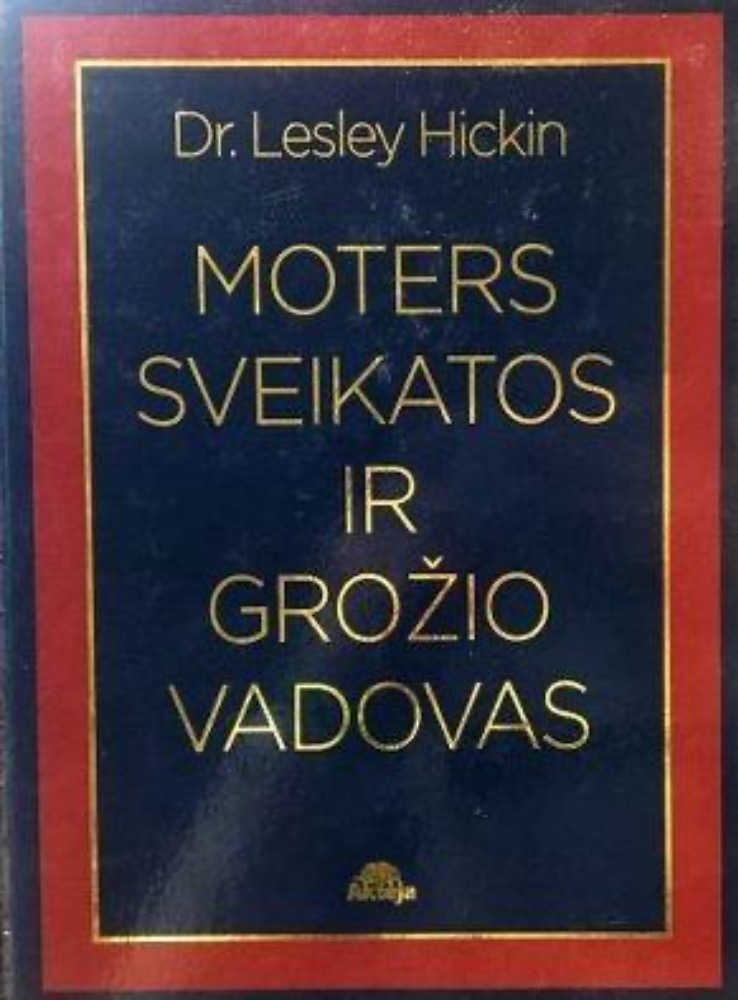 Dr. Lesley Hickin
MOTERS
SVEIKATOS
IR
GROŽIO
VADOVAS